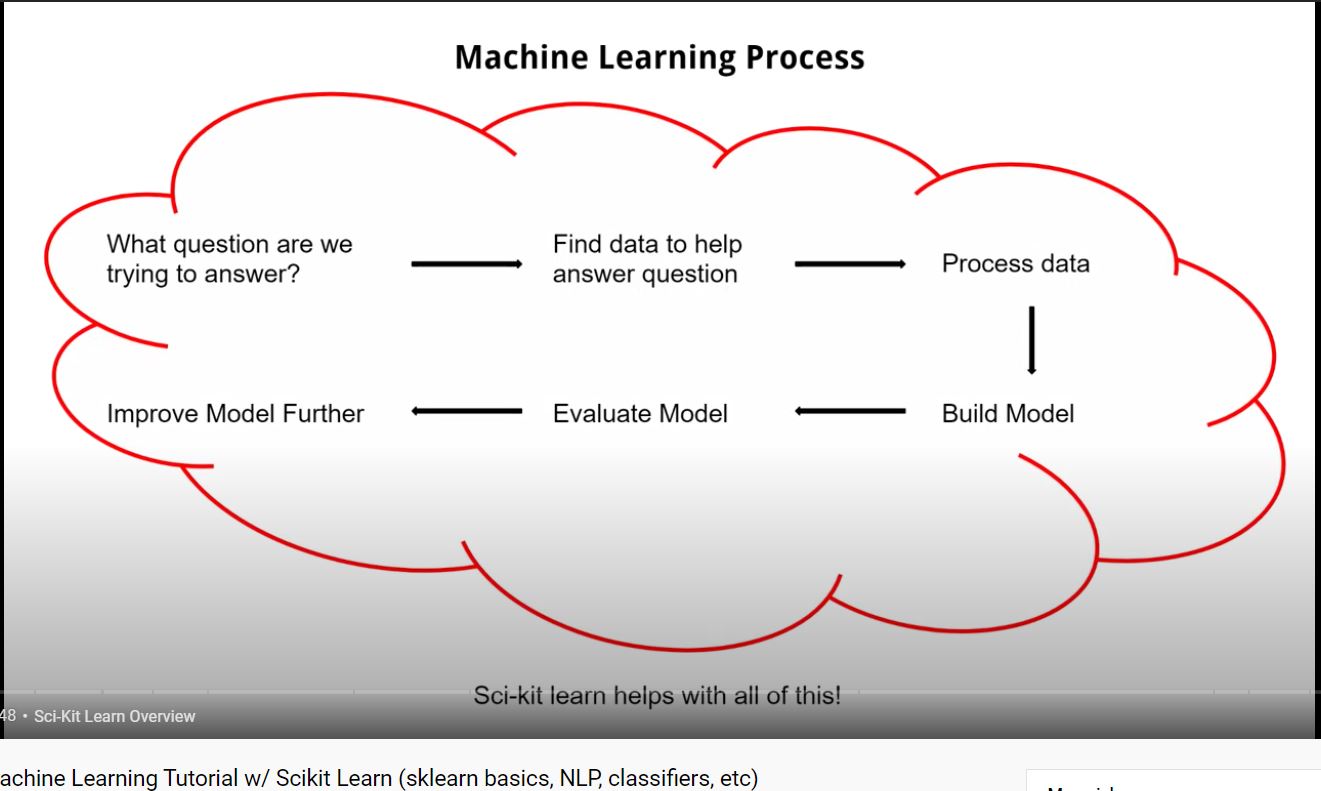 Machine Learning Process
What question are we
trying to answer?
Find data to help
answer question
Process data
Improve Model Further
Evaluate Model
Build Model
Sci-kit learn helps with all of this!
48 • Sci-Kit Learn Overview
achine Learning Tutorial w/ Scikit Learn (sklearn basics, NLP, classifiers, etc)